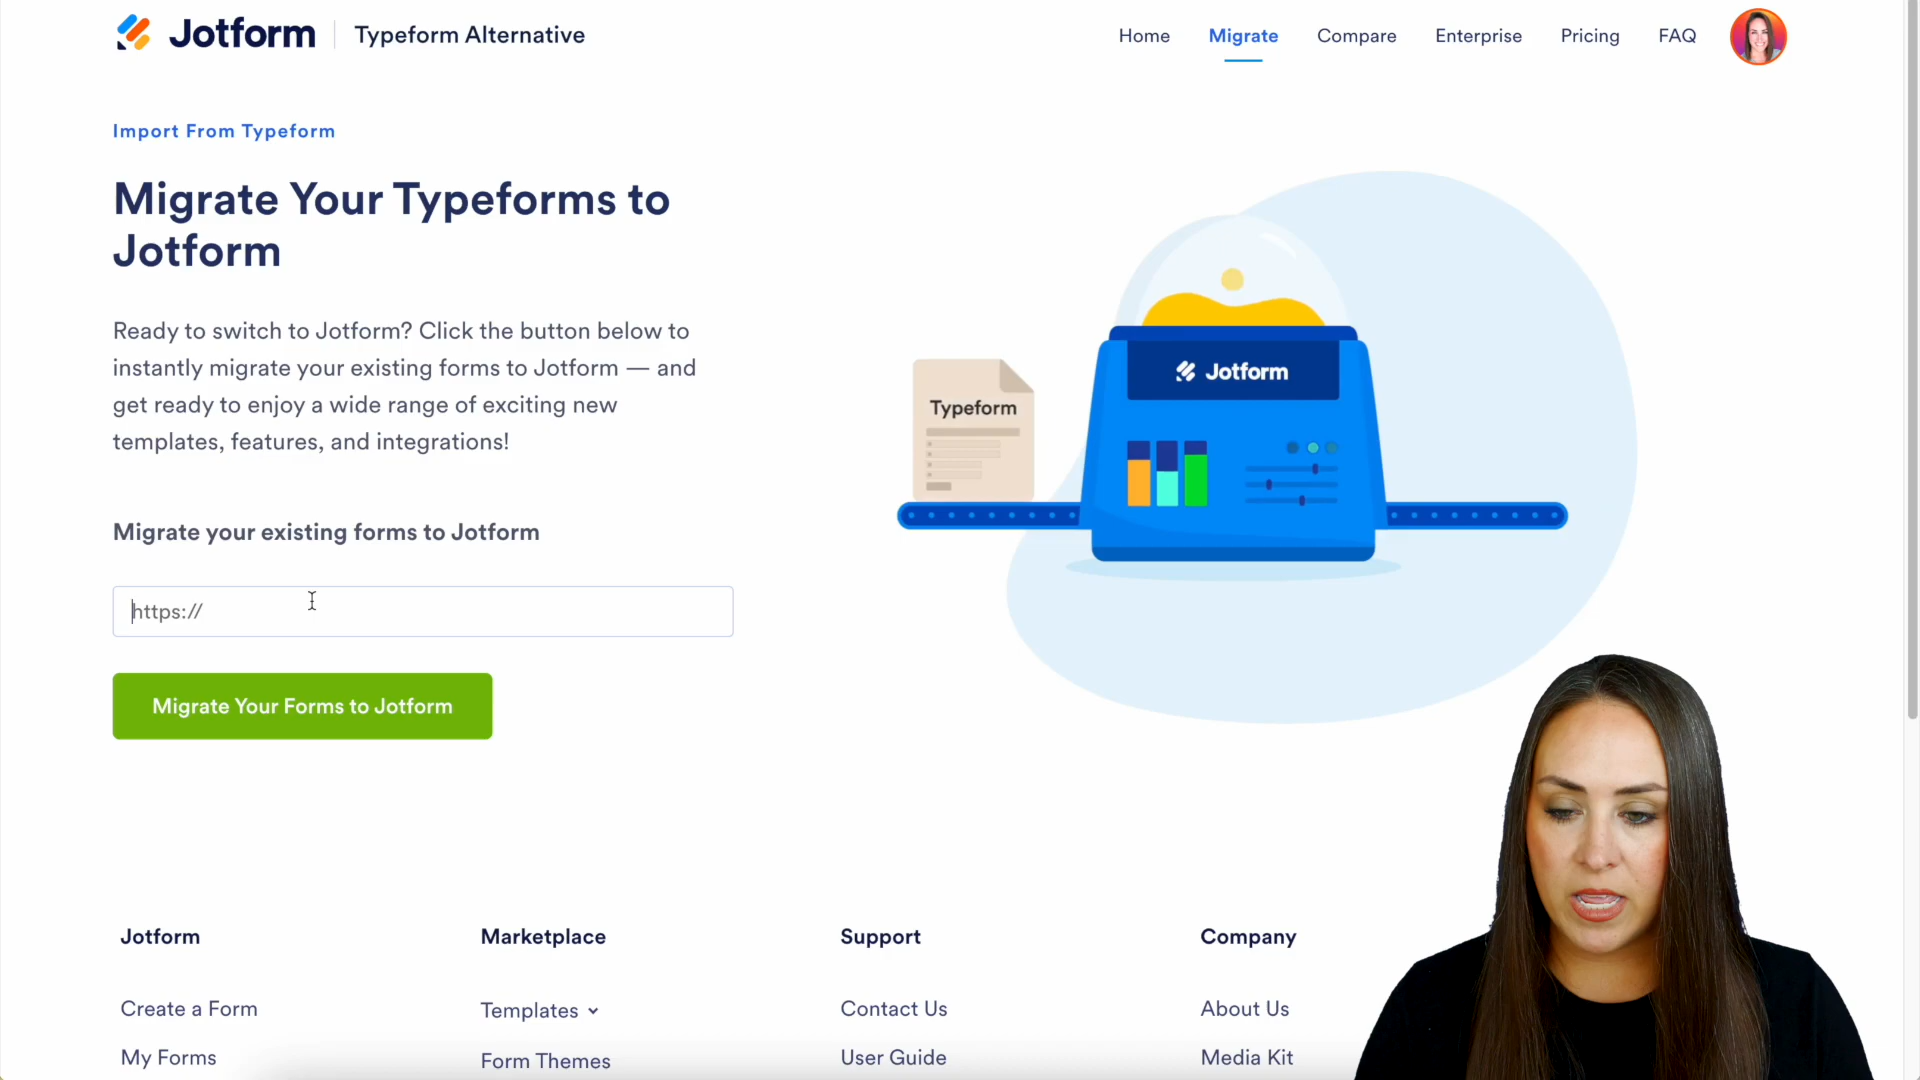 Jotform
Typeform Alternative
Home
Migrate
Compare
Enterprise
Pricing
FAQ
Import From Typeform
Migrate Your Typeforms to
Jotform
Ready to switch to Jotform? Click the button below to
instantly migrate your existing forms to Jotform — and
get ready to enjoy a wide range of exciting new
templates, features, and integrations!
Migrate your existing forms to Jotform
https://
Migrate Your Forms to Jotform
Typeform
Jotform
Jotform
Create a Form
My Forms
Marketplace
Templates
Form Themes
Support
Contact Us
User Guide
Company
About Us
Media Kit